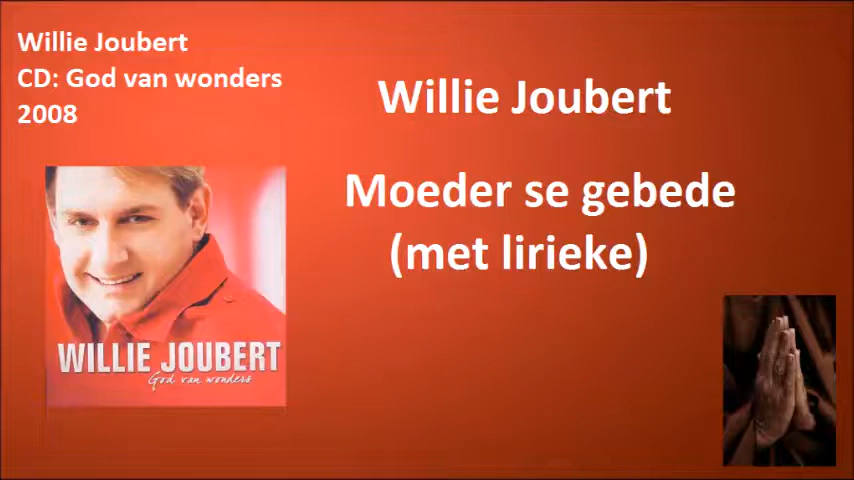 Willie Joubert
CD: God van wonders
2008
Willie Joubert
Moeder se gebede
(met lirieke)
WILLIE JOUBERT
God van wonders